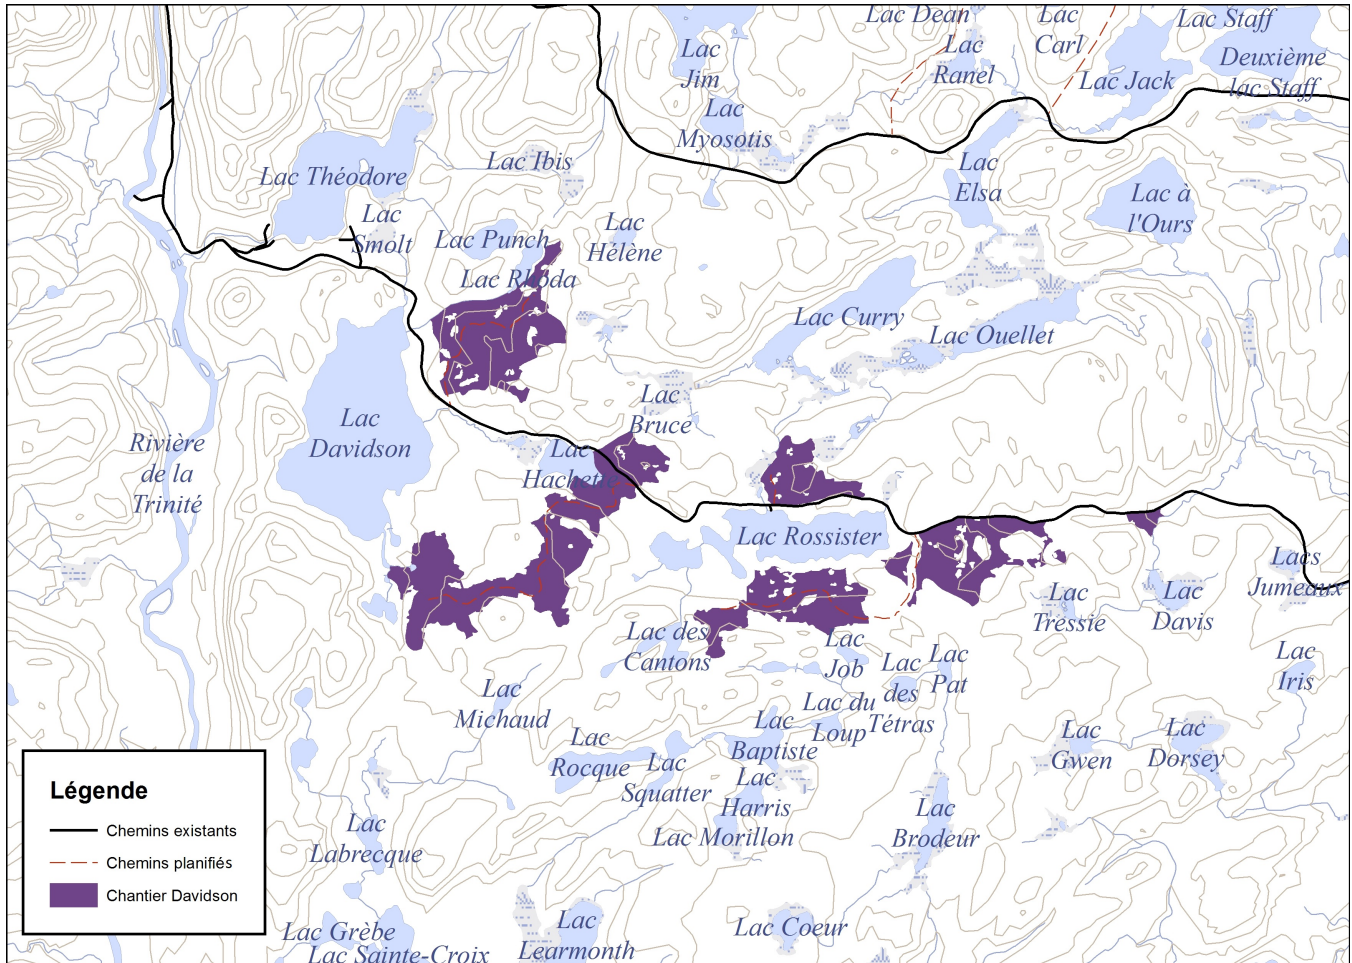 Lac Dean
Lac
Carl
Lac Staff
Lac
Jim
Lac
Ranel
Deuxième
lac Staff
Lac Jack
Lac
Myosotis
Lac Théodore
Lac Ibis
Lac
Elsa
Lac à
l'Ours
Lac
Smolt
Lac Punch
Lac
Hélène
Lac Rhoda
Lac Curry
Lac Ouellet
Lac
Bruce
Lac
Davidson
Rivière
de la
Trinité
Lac
Hachette
Lac Rossister
Lacs
Jumeaux
Lac
Tressie
Lac
Davis
Lac des
Cantons
Lac
Job
Lac
des
Tétras
Lac
Pat
Lac
Iris
Lac
Michaud
Lac du
Loup
Lac
Baptiste
Lac
Rocque
Lac
Squatter
Lac
Gwen
Lac
Dorsey
Lac
Harris
Lac Morillon
Lac
Brodeur
Lac
Labrecque
Lac Grèbe
Lac Sainte-Croix
Lac
Learmonth
Lac Coeur
Légende
Chemins existants
Chemins planifiés
Chantier Davidson